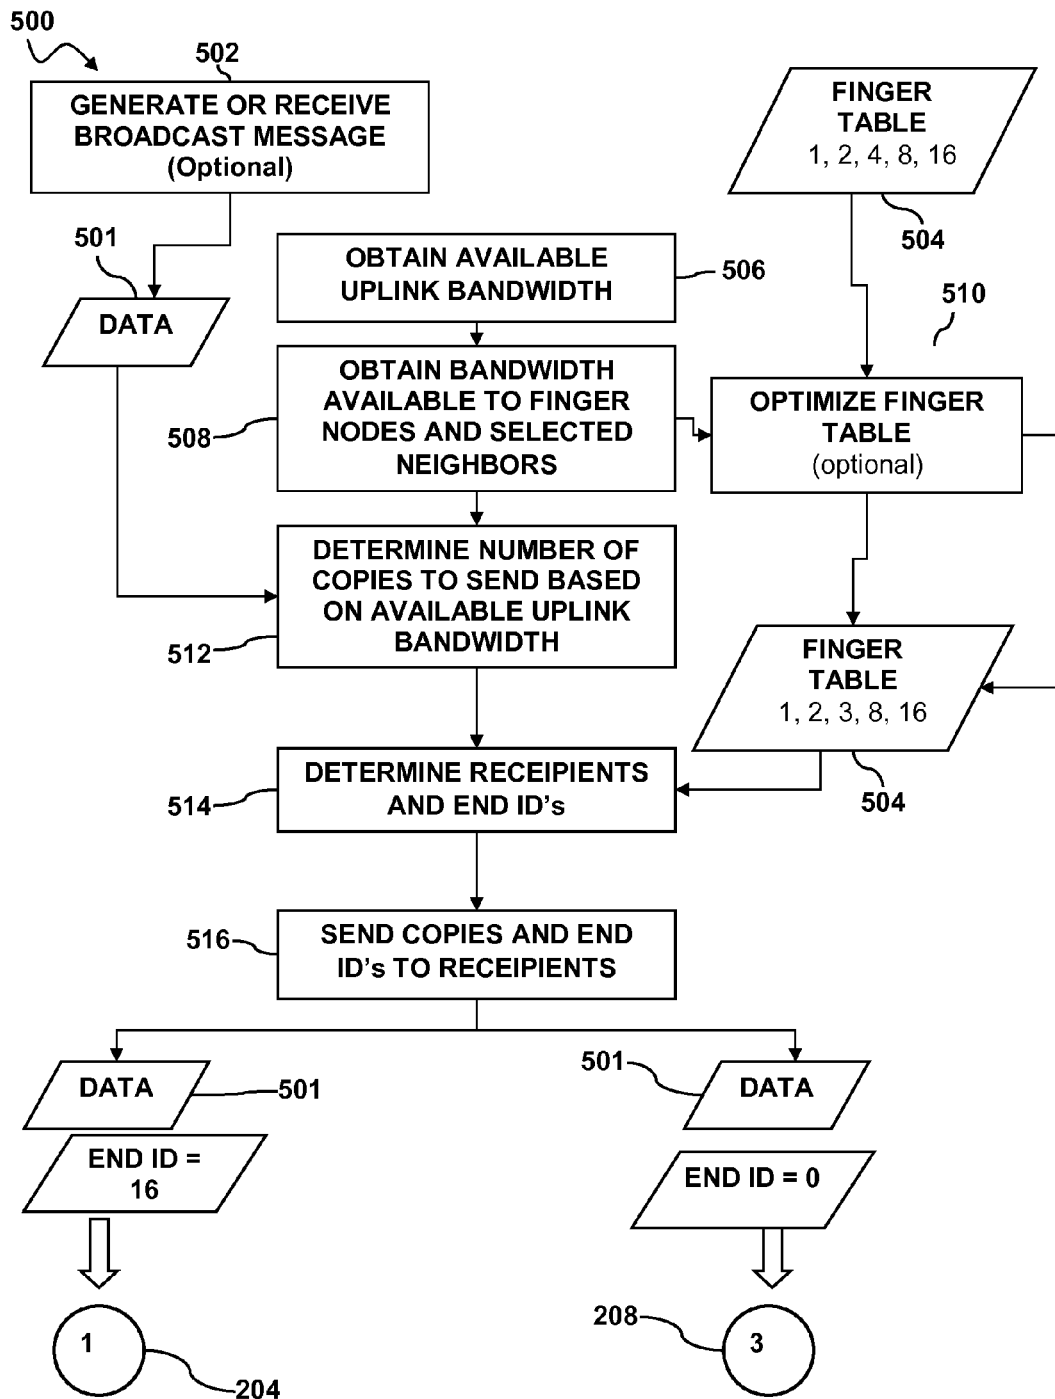 500
502
GENERATE OR RECEIVE
BROADCAST MESSAGE
(Optional)
FINGER
TABLE
1, 2, 4, 8, 16
504
501
DATA
OBTAIN AVAILABLE
UPLINK BANDWIDTH
506
510
OBTAIN BANDWIDTH
AVAILABLE TO FINGER
NODES AND SELECTED
NEIGHBORS
508
OPTIMIZE FINGER
TABLE
(optional)
DETERMINE NUMBER OF
COPIES TO SEND BASED
ON AVAILABLE UPLINK
BANDWIDTH
512
FINGER
TABLE
1, 2, 3, 8, 16
504
DETERMINE RECEIPIENTS
AND END ID's
514
SEND COPIES AND END
ID's TO RECEIPIENTS
516
DATA
501
501
DATA
END ID =
16
END ID = 0
1
204
208
3